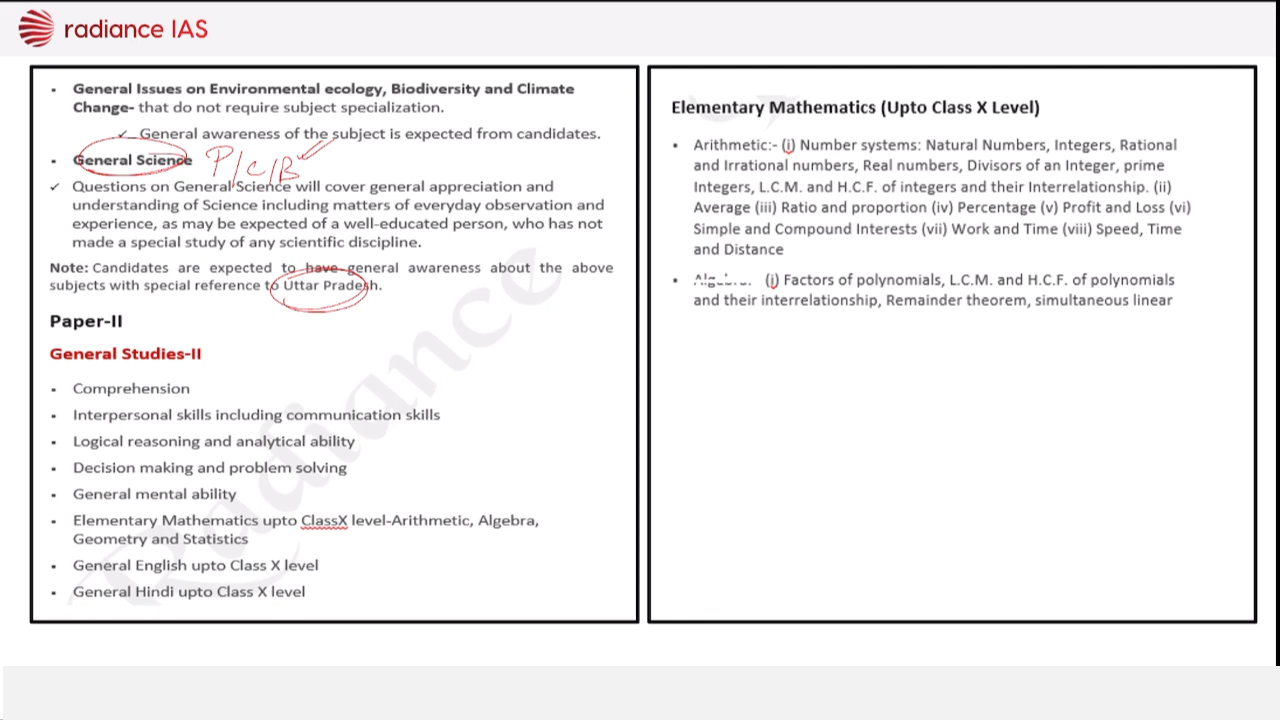 radiance IAS
General Issues on Environmental ecology, Biodiversity and Climate
Change- that do not require subject specialization.
✓ General awareness of the subject is expected from candidates.
General Science P/C/B
✓ Questions on General Science will cover general appreciation and
understanding of Science including matters of everyday observation and
experience, as may be expected of a well-educated person, who has not
made a special study of any scientific discipline.
Note: Candidates are expected to have general awareness about the above
subjects with special reference to Uttar Pradesh.
Paper-II
General Studies-II
Comprehension
Interpersonal skills including communication skills
Logical reasoning and analytical ability
Decision making and problem solving
General mental ability
Elementary Mathematics upto ClassX level-Arithmetic, Algebra,
Geometry and Statistics
General English upto Class X level
General Hindi upto Class X level
Radiance
Elementary Mathematics (Upto Class X Level)
Arithmetic:- (i) Number systems: Natural Numbers, Integers, Rational
and Irrational numbers, Real numbers, Divisors of an Integer, prime
Integers, L.C.M. and H.C.F. of integers and their Interrelationship. (ii)
Average (iii) Ratio and proportion (iv) Percentage (v) Profit and Loss (vi)
Simple and Compound Interests (vii) Work and Time (viii) Speed, Time
and Distance
(i) Factors of polynomials, L.C.M. and H.C.F. of polynomials
and their interrelationship, Remainder theorem, simultaneous linear